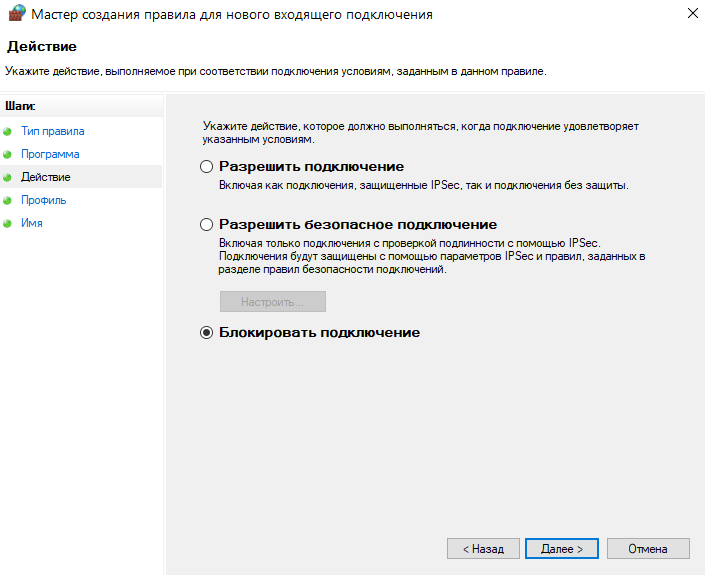 Мастер создания правила для нового входящего подключения
Действие
Укажите действие, выполняемое при соответствии подключения условиям, заданным в данном правиле.
Шаги:
Тип правила
Программа
Действие
Профиль
Имя
Укажите действие, которое должно выполняться, когда подключение удовлетворяет
указанным условиям.
Разрешить подключение
Включая как подключения, защищенные IPSec, так и подключения без защиты.
Разрешить безопасное подключение
Включая только подключения с проверкой подлинности с помощью IPSec.
Подключения будут защищены с помощью параметров IPSec и правил, заданных в
разделе правил безопасности подключений.
Настроить...
Блокировать подключение
< Назад
Далее >
Отмена